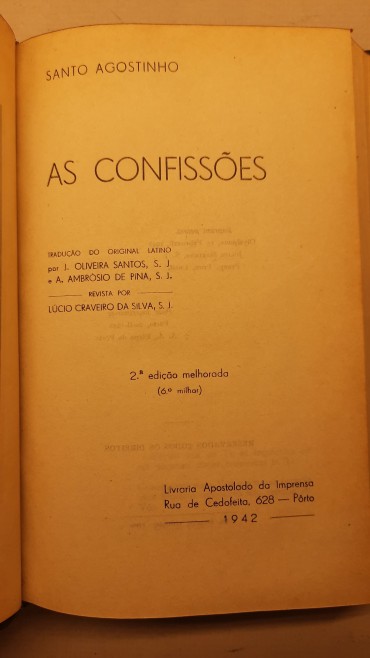 SANTO AGOSTINHO
AS CONFISSÕES
TRADUÇÃO DO ORIGINAL LATINO
por J. OLIVEIRA SANTOS, S. J.
e A. AMBRÓSIO DE PINA, S. J.
REVISTA POR
LÚCIO CRAVEIRO DA SILVA, S. J.
2.ª edição melhorada
(6.º milhar)
Livraria Apostolado da Imprensa
Rua de Cedofeita, 628 — Pôrto
1942